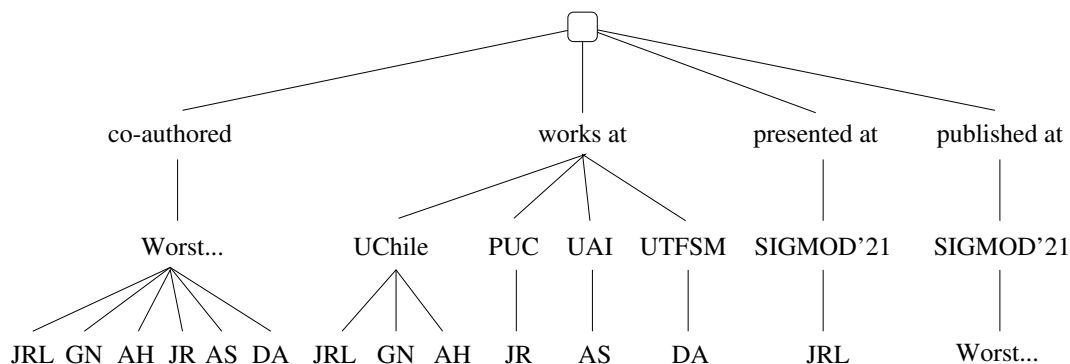 co-authored works at presented at published at
Worst... UChile PUC UAI UTFSM SIGMOD’21 SIGMOD’21
JRL GN AH JR AS DA JRL GN AH JR AS DA JRL Worst...